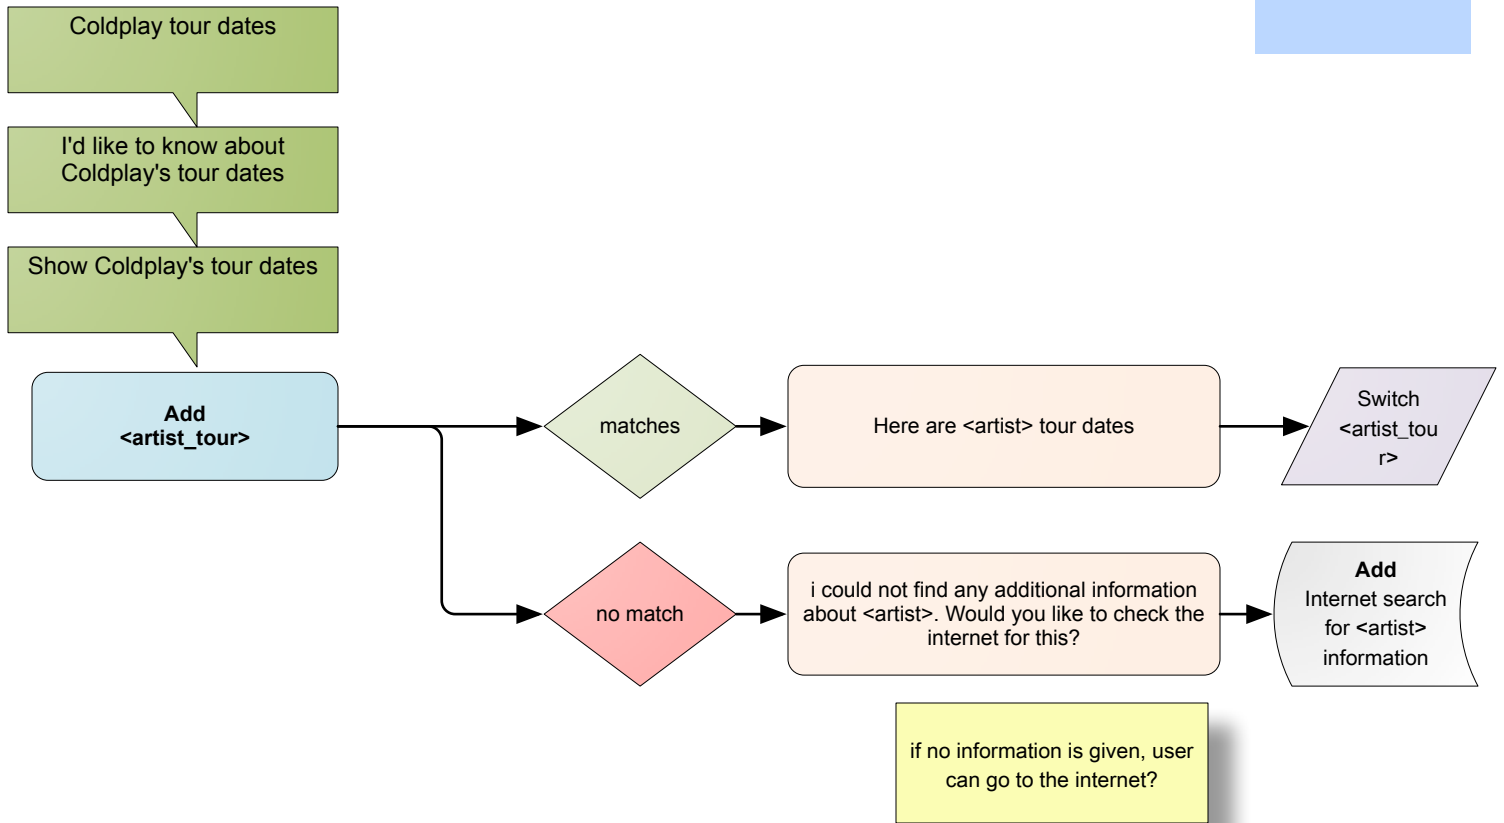 Coldplay tour dates
I'd like to know about
Coldplay's tour dates
Show Coldplay's tour dates
Add
<artist_tour>
matches
Here are <artist> tour dates
Switch
<artist_tou
r>
no match
i could not find any additional information
about <artist>. Would you like to check the
internet for this?
Add
Internet search
for <artist>
information
if no information is given, user
can go to the internet?